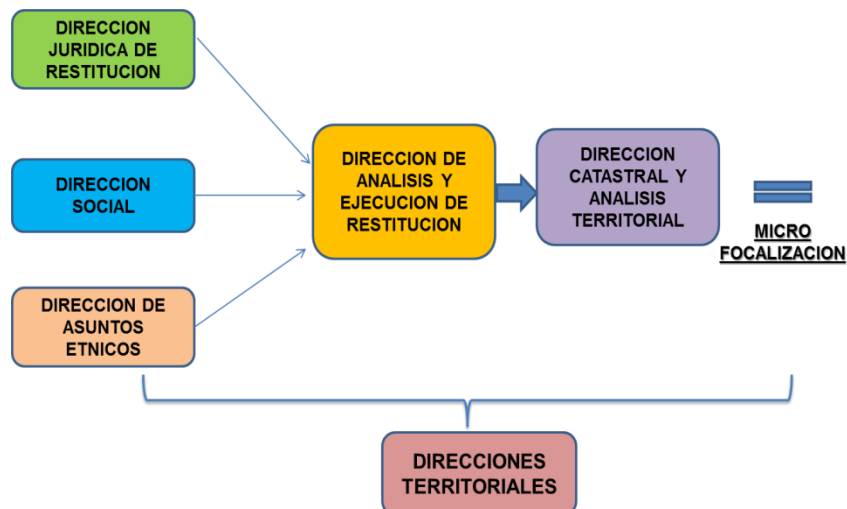 DIRECCION
JURIDICA DE
RESTITUCION
DIRECCION
SOCIAL
DIRECCION DE
ASUNTOS
ETNICOS
DIRECCION DE
ANALISIS Y
EJECUCION DE
RESTITUCION
DIRECCION
CATASTRAL Y
ANALISIS
TERRITORIAL
MICRO
FOCALIZACION
DIRECCIONES
TERRITORIALES